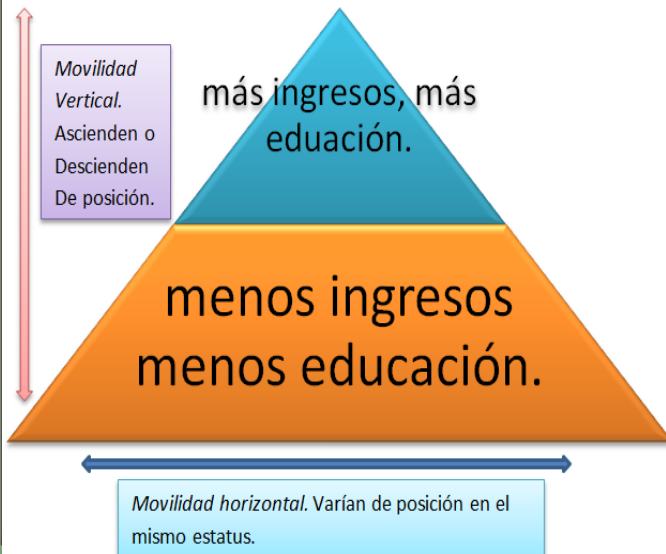 Movilidad
Vertical.
Ascienden o
Descienden
De posición.
más ingresos, más
eduación.
menos ingresos
menos educación.
Movilidad horizontal. Varían de posición en el
mismo estatus.